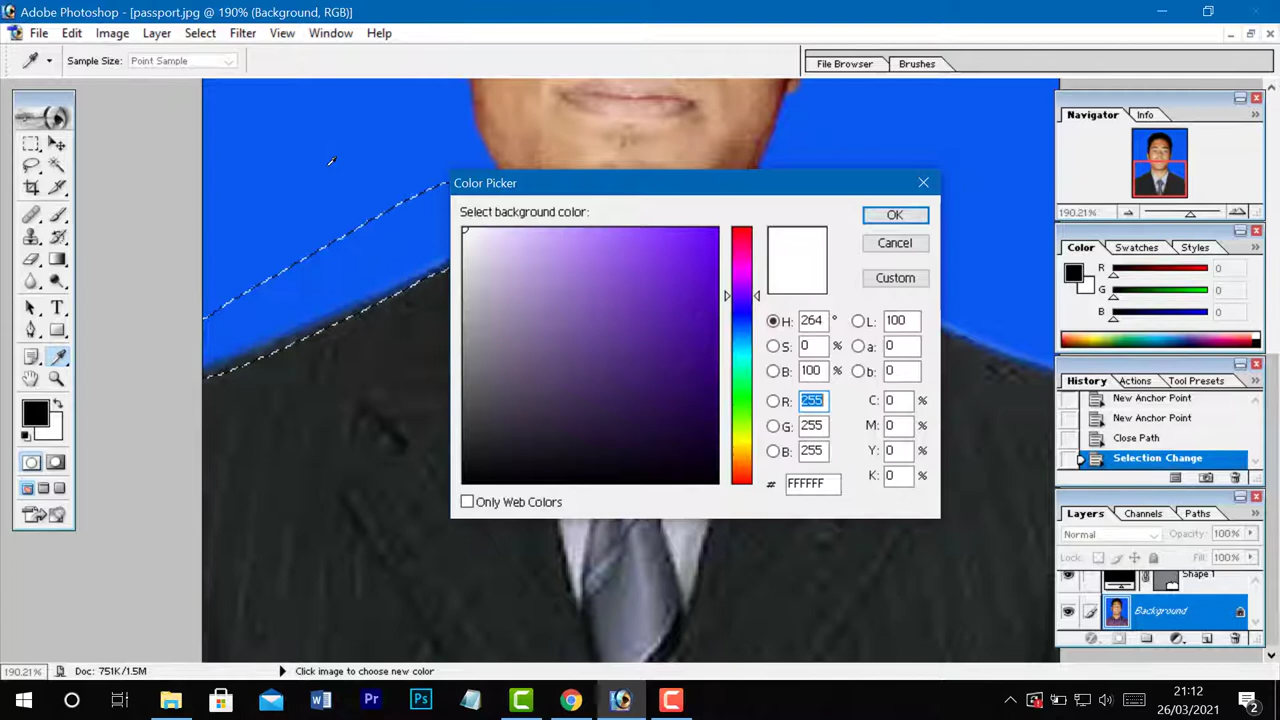 Adobe Photoshop - [passport.jpg @ 190% (Background, RGB)]
File Edit Image Layer Select Filter View Window Help
Sample Size: Point Sample
File Browser Brushes
Navigator Info
190.21%
Color Swatches Styles
R 0
G 0
B 0
History Actions Tool Presets
New Anchor Point
New Anchor Point
Close Path
Selection Change
Layers Channels Paths
Normal Opacity: 100%
Lock: Fill: 100%
Shape 1
Background
Color Picker
Select background color:
OK
Cancel
Custom
H: 264 ° L: 100
S: 0 % a: 0
B: 100 % b: 0
R: 255 C: 0 %
G: 255 M: 0 %
B: 255 Y: 0 %
K: 0 %
# FFFFFF
Only Web Colors
190.21% Doc: 751K/1.5M Click image to choose new color
W Pr Ps C C
21:12
26/03/2021
2